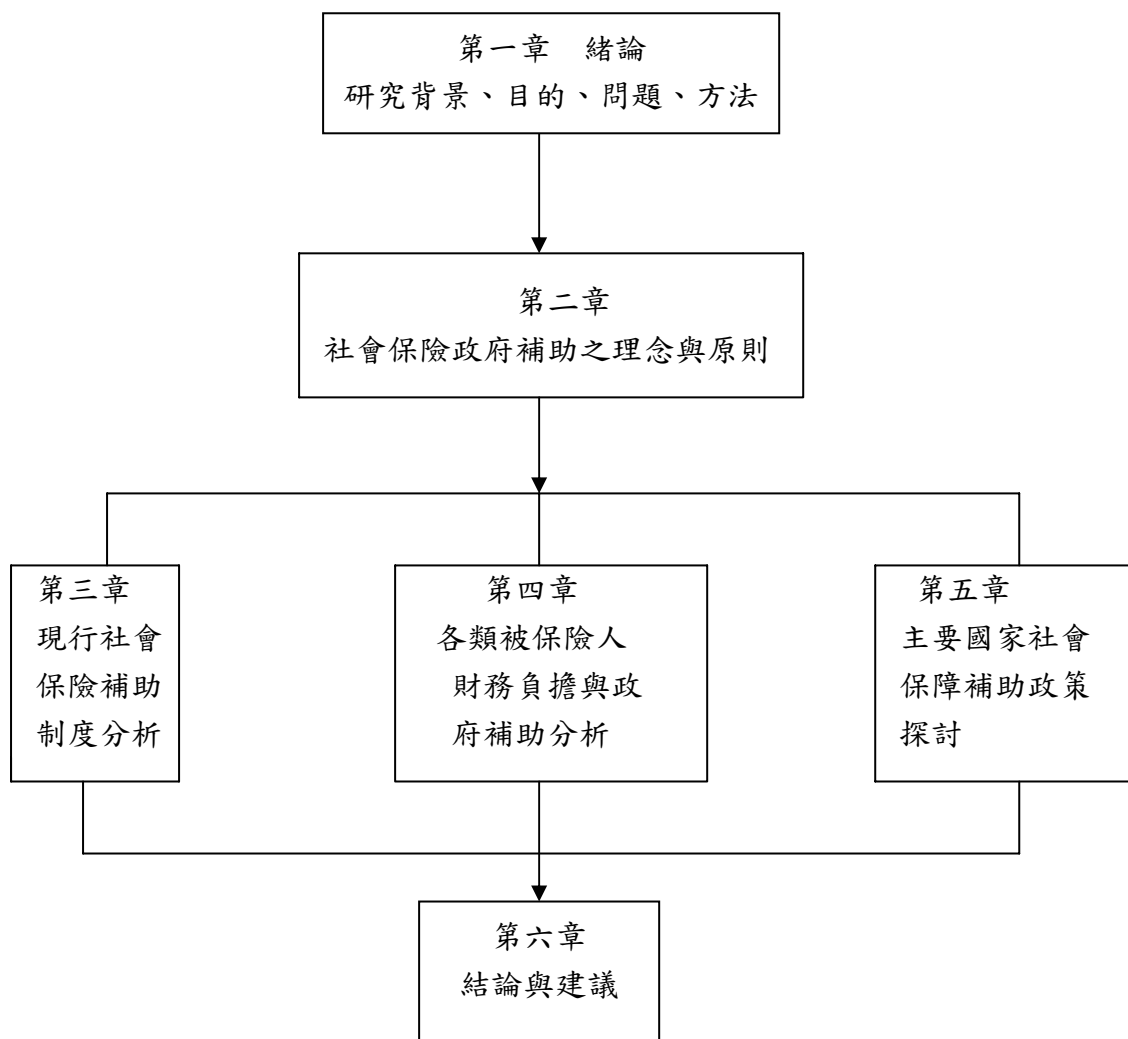 第一章　緒論
研究背景、目的、問題、方法
第二章
社會保險政府補助之理念與原則
第三章
現行社會
保險補助
制度分析
第四章
各類被保險人
財務負擔與政
府補助分析
第五章
主要國家社會
保障補助政策
探討
第六章
結論與建議